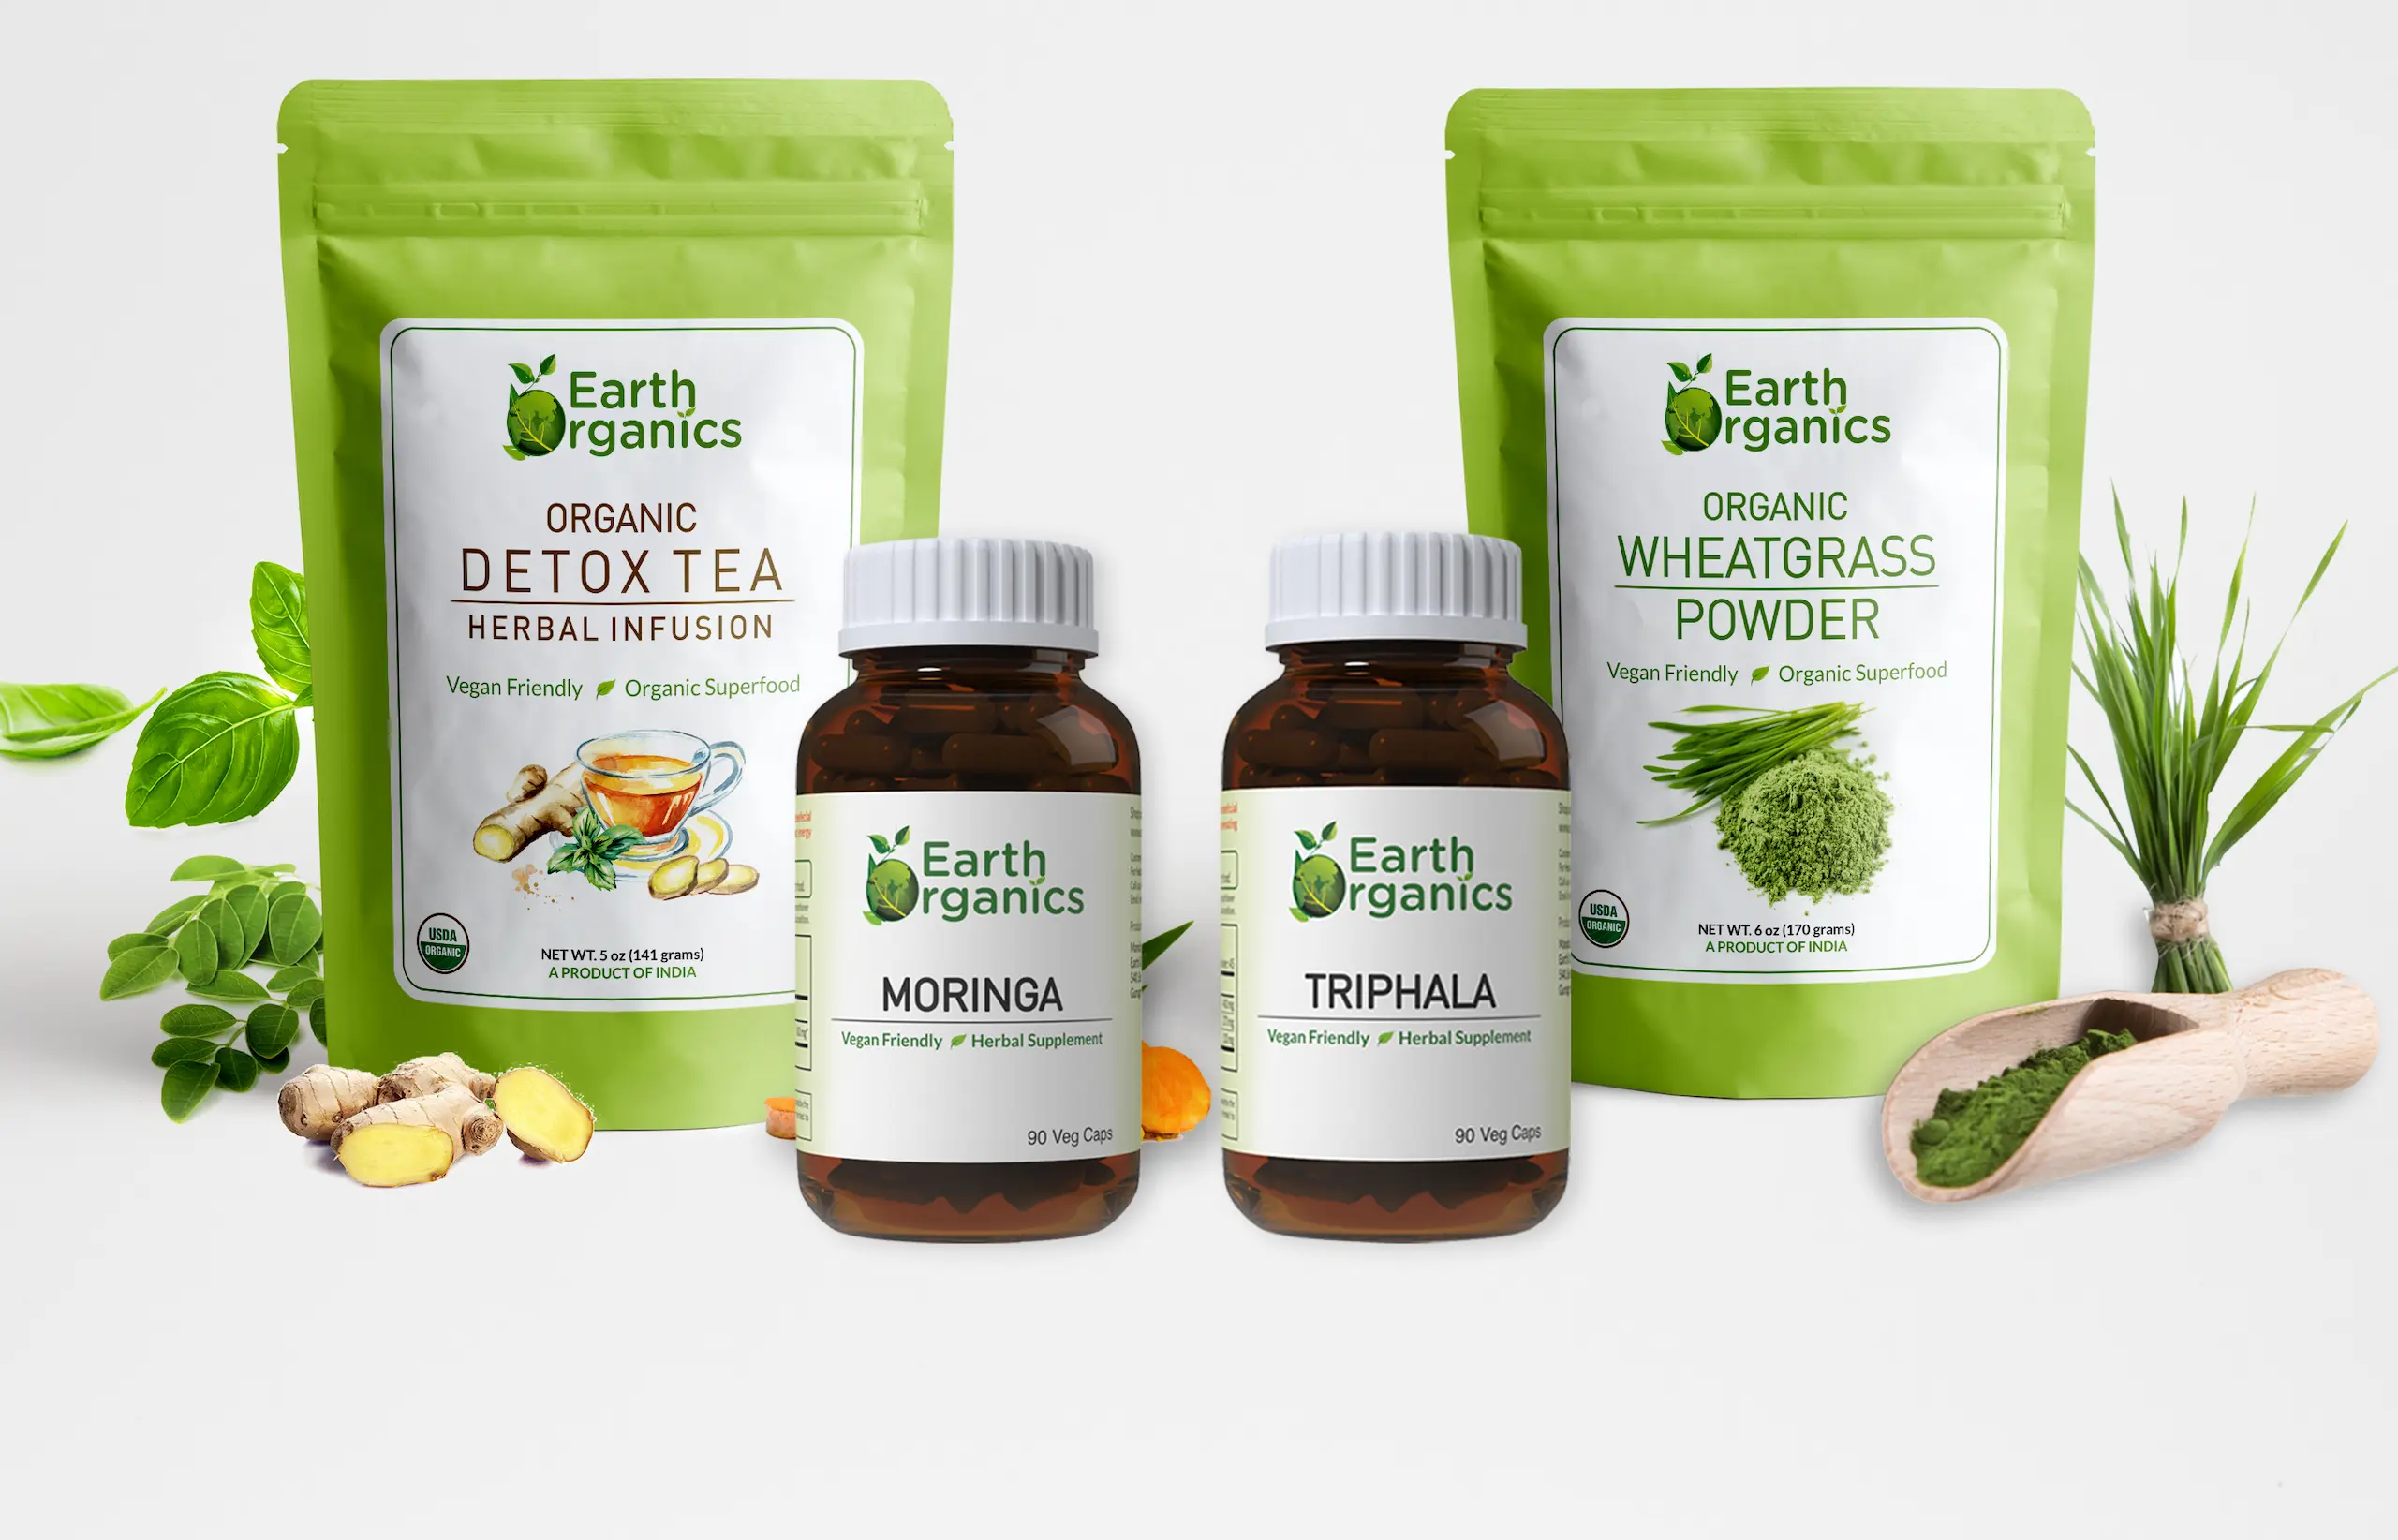 Earth
Organics
ORGANIC
DETOX TEA
HERBAL INFUSION
Vegan Friendly Organic Superfood
USDA
ORGANIC
NET WT. 5 oz (141 grams)
A PRODUCT OF INDIA
Earth
Organics
MORINGA
Vegan Friendly Herbal Supplement
90 Veg Caps
Earth
Organics
TRIPHALA
Vegan Friendly Herbal Supplement
90 Veg Caps
Earth
Organics
ORGANIC
WHEATGRASS
POWDER
Vegan Friendly Organic Superfood
USDA
ORGANIC
NET WT. 6 oz (170 grams)
A PRODUCT OF INDIA